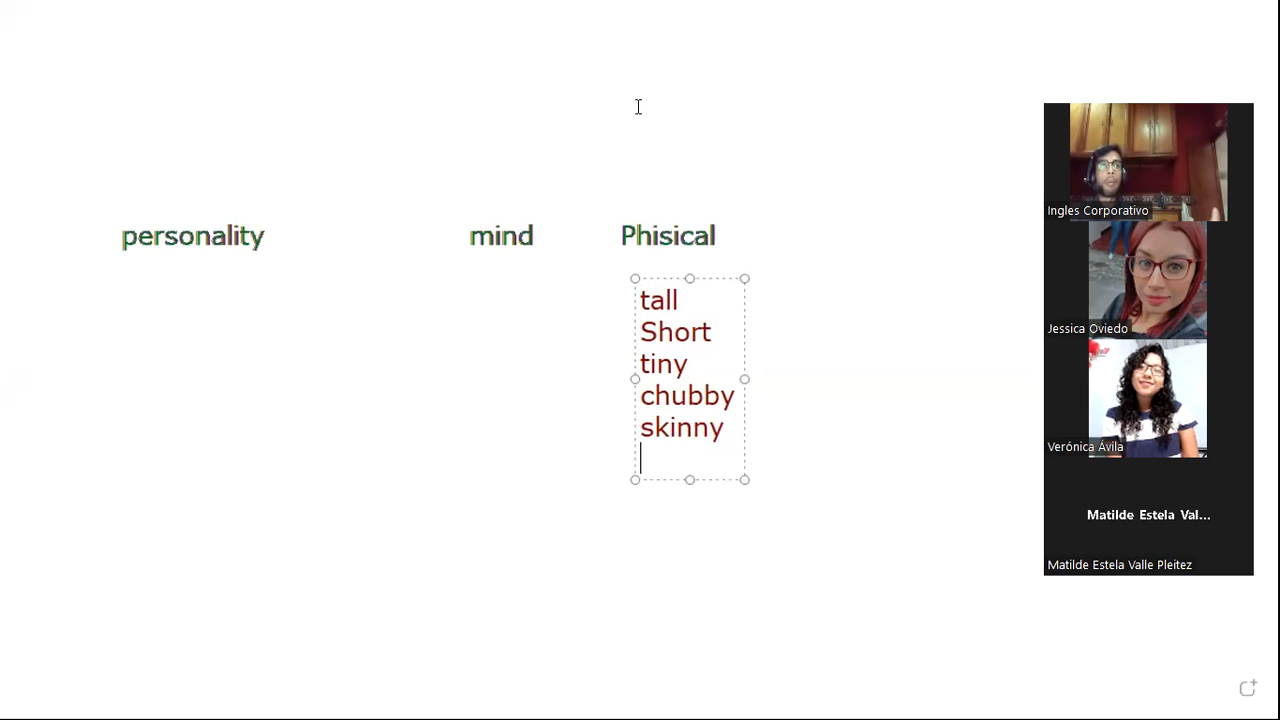 personality mind Phisical
tall
Short
tiny
chubby
skinny
Ingles Corporativo
Jessica Oviedo
Verónica Ávila
Matilde Estela Val...
Matilde Estela Valle Pleitez